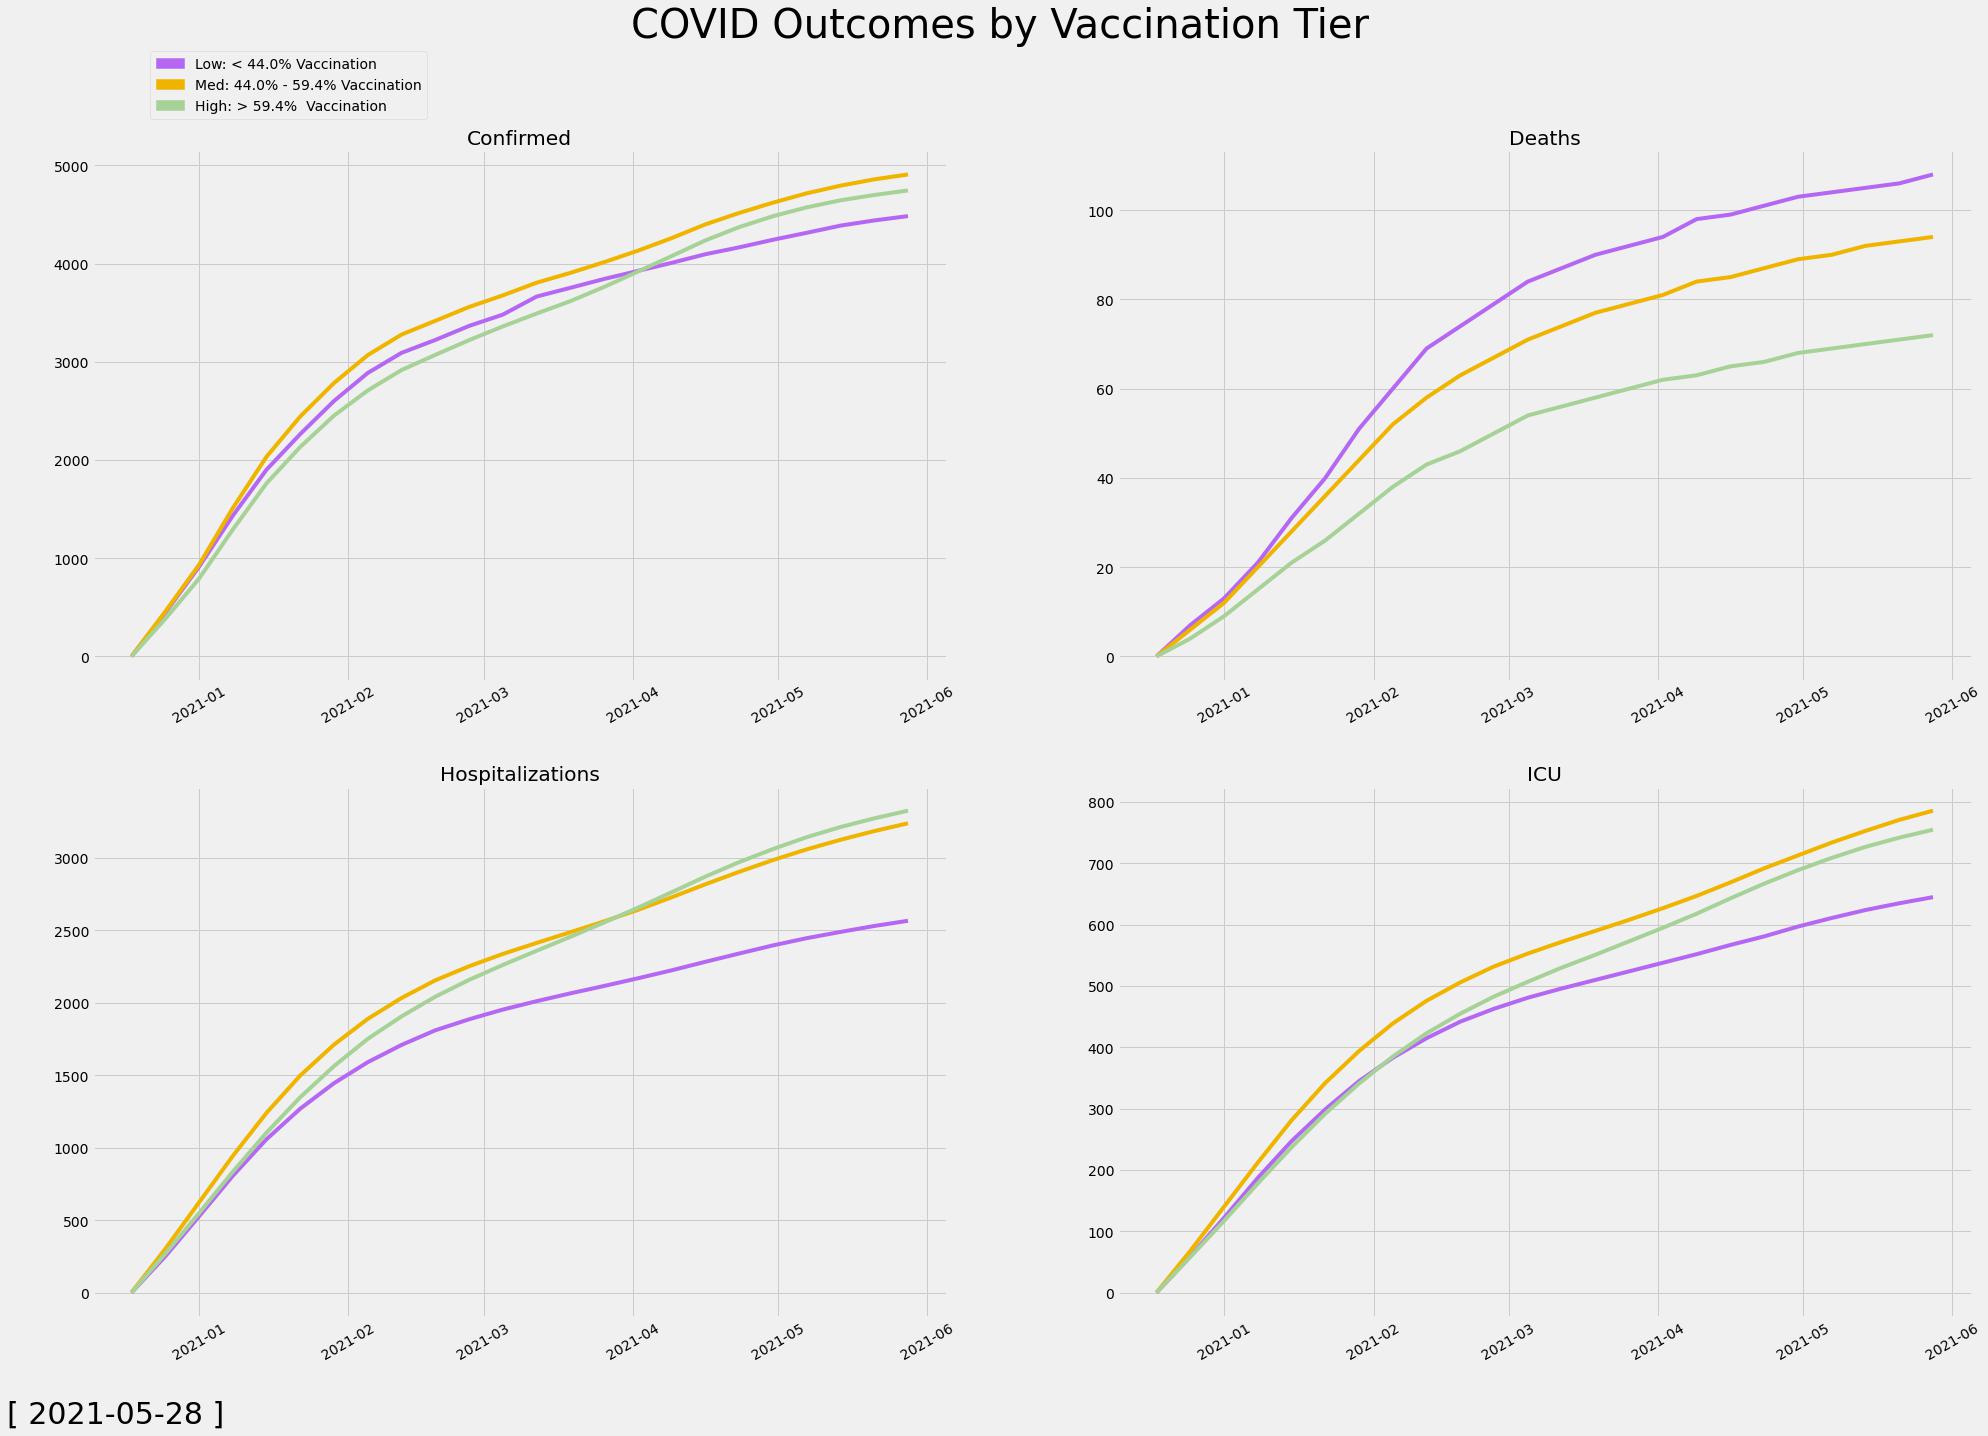 COVID Outcomes by Vaccination Tier
Low: < 44.0% Vaccination
Med: 44.0% - 59.4% Vaccination
High: > 59.4%  Vaccination
Confirmed
5000
4000
3000
2000
1000
0
2021-01 2021-02 2021-03 2021-04 2021-05 2021-06
Deaths
100
80
60
40
20
0
2021-01 2021-02 2021-03 2021-04 2021-05 2021-06
Hospitalizations
3000
2500
2000
1500
1000
500
0
2021-01 2021-02 2021-03 2021-04 2021-05 2021-06
ICU
800
700
600
500
400
300
200
100
0
2021-01 2021-02 2021-03 2021-04 2021-05 2021-06
[ 2021-05-28 ]